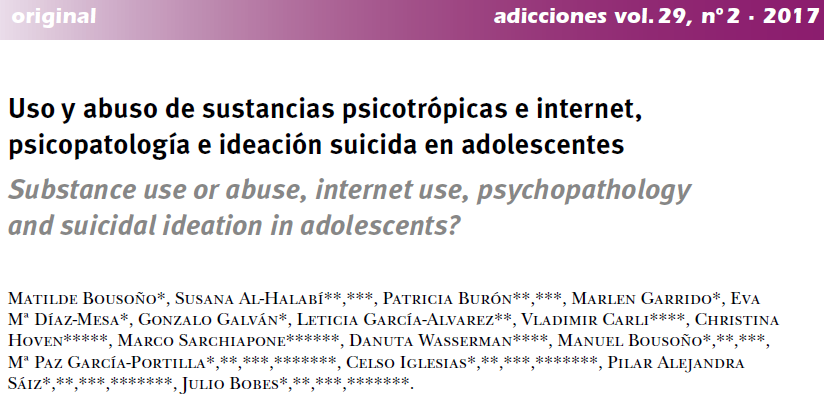 original
adicciones vol. 29, nº 2 · 2017
Uso y abuso de sustancias psicotrópicas e internet,
psicopatología e ideación suicida en adolescentes
Substance use or abuse, internet use, psychopathology
and suicidal ideation in adolescents?
Matilde Bousoño*, Susana Al-Halabí**,***, Patricia Burón**,***, Marlen Garrido*, Eva
Mª Díaz-Mesa*, Gonzalo Galván*, Leticia García-Alvarez**, Vladimir Carli****, Christina
Hoven*****, Marco Sarchiapone******, Danuta Wasserman****, Manuel Bousoño*,**,***,
Mª Paz García-Portilla*,**,***,*******, Celso Iglesias*,**,***,*******, Pilar Alejandra
Sáiz*,**,***,*******, Julio Bobes*,**,***,*******.